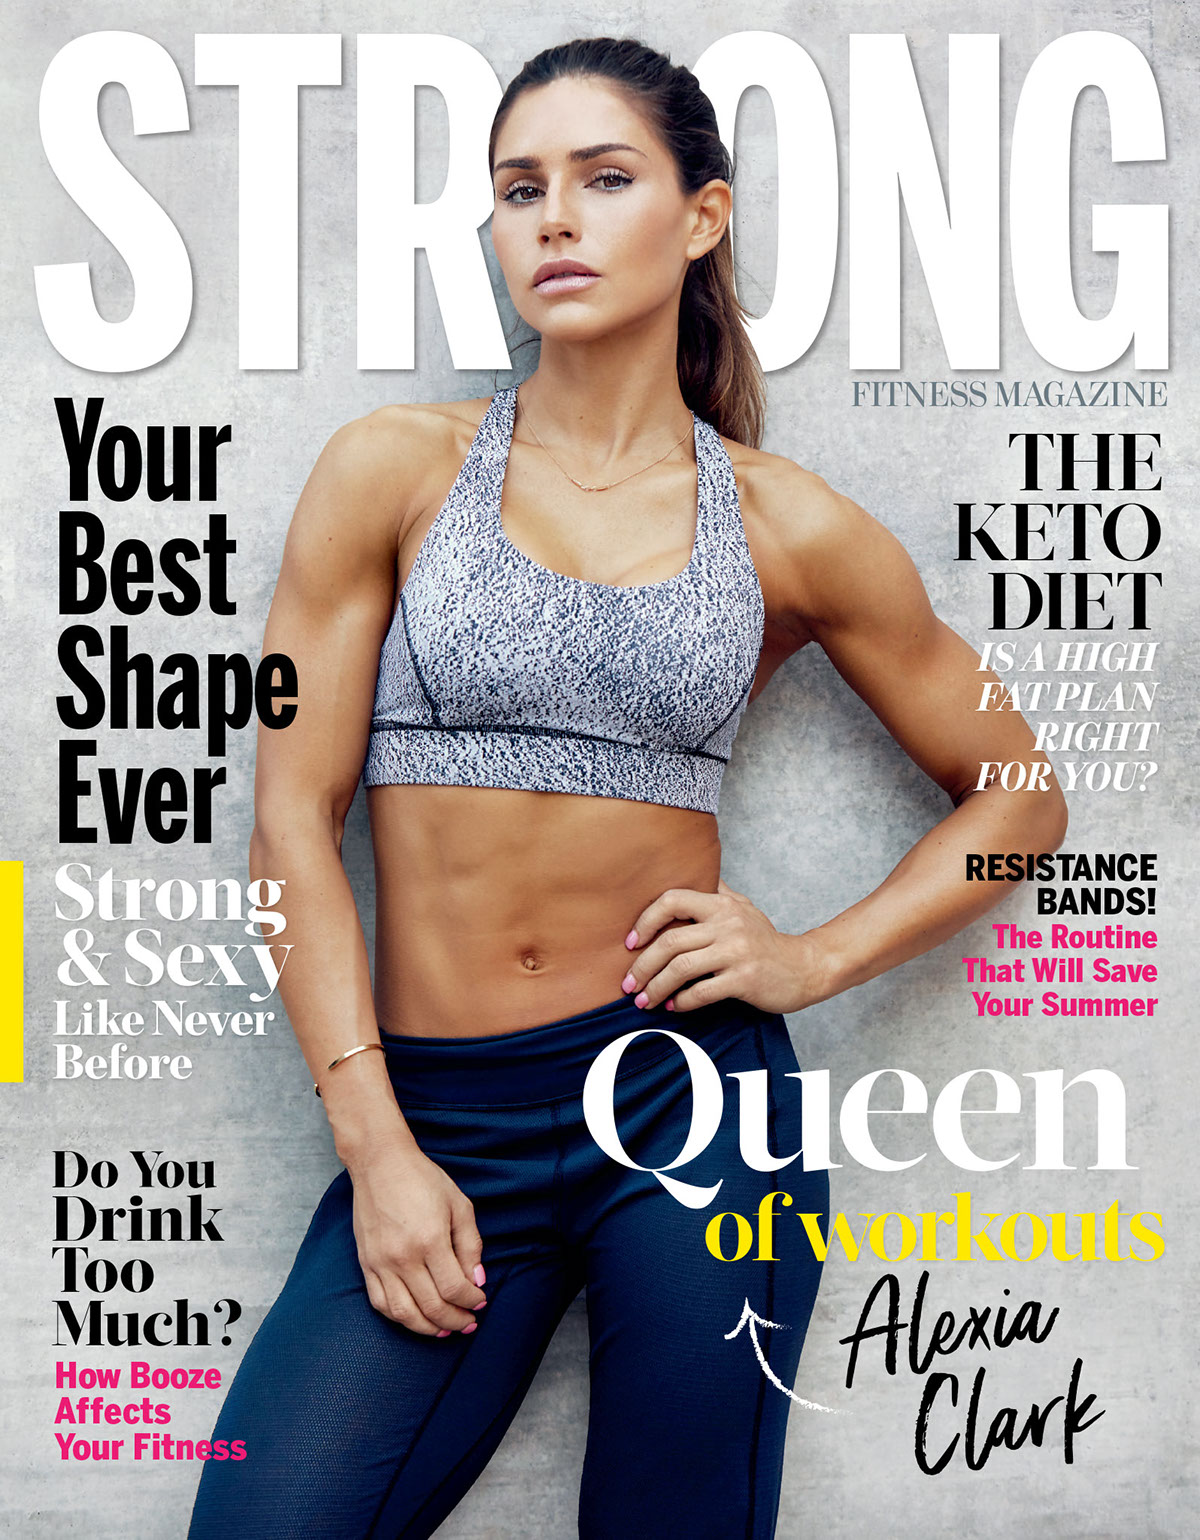 STRONG
FITNESS MAGAZINE
Your
Best
Shape
Ever
Strong
& Sexy
Like Never
Before
Do You
Drink
Too
Much?
How Booze
Affects
Your Fitness
THE
KETO
DIET
IS A HIGH
FAT PLAN
RIGHT
FOR YOU?
RESISTANCE
BANDS!
The Routine
That Will Save
Your Summer
Queen
of workouts
Alexia
Clark